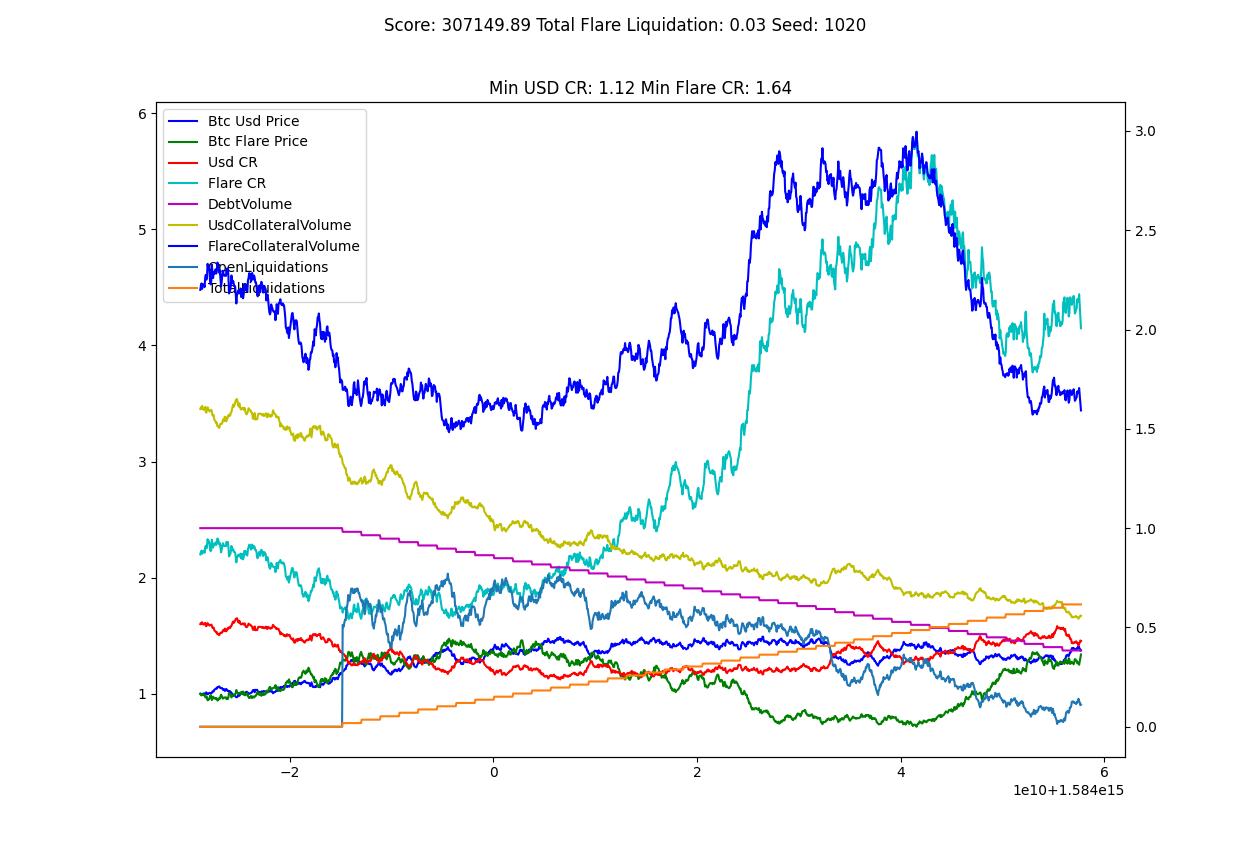 Score: 307149.89 Total Flare Liquidation: 0.03 Seed: 1020
Min USD CR: 1.12 Min Flare CR: 1.64
Btc Usd Price
Btc Flare Price
Usd CR
Flare CR
DebtVolume
UsdCollateralVolume
FlareCollateralVolume
OpenLiquidations
TotalLiquidations
6
5
4
3
2
1
3.0
2.5
2.0
1.5
1.0
0.5
0.0
−2
0
2
4
6
1e10+1.584e15